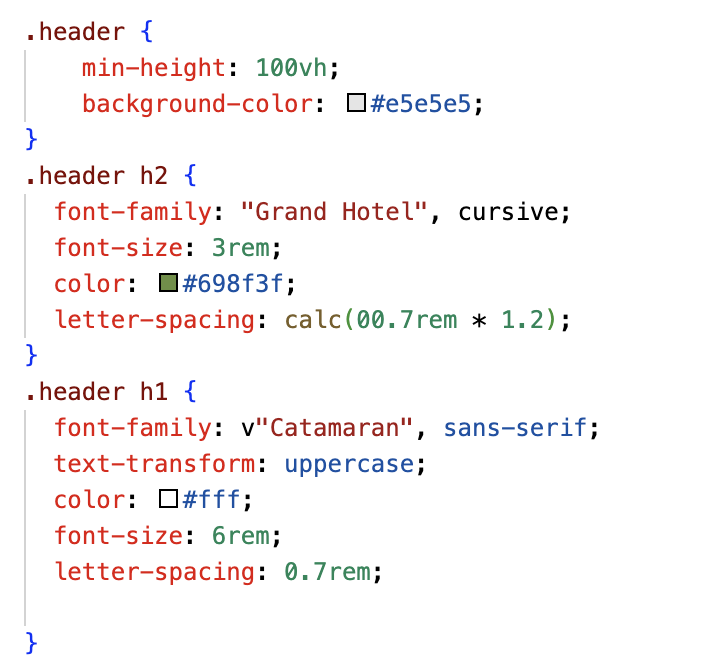 .header {
    min-height: 100vh;
    background-color: #e5e5e5;
}
.header h2 {
  font-family: "Grand Hotel", cursive;
  font-size: 3rem;
  color: #698f3f;
  letter-spacing: calc(00.7rem * 1.2);
}
.header h1 {
  font-family: v"Catamaran", sans-serif;
  text-transform: uppercase;
  color: #fff;
  font-size: 6rem;
  letter-spacing: 0.7rem;

}